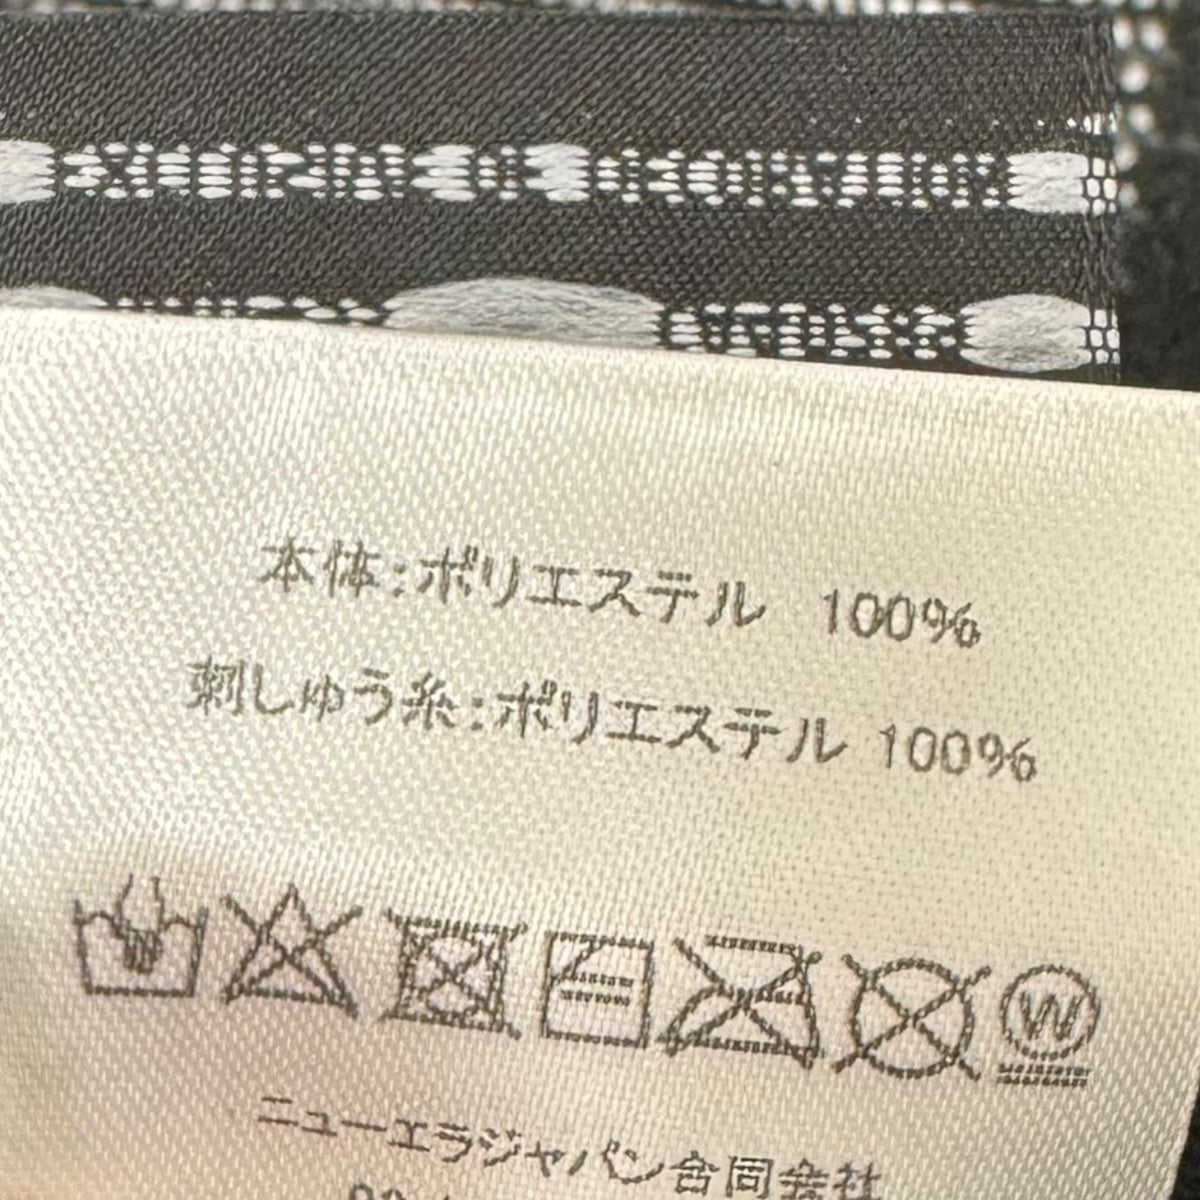 本体:ポリエステル 100%
刺しゅう糸:ポリエステル 100%
W
ニューエラジャパン合同会社